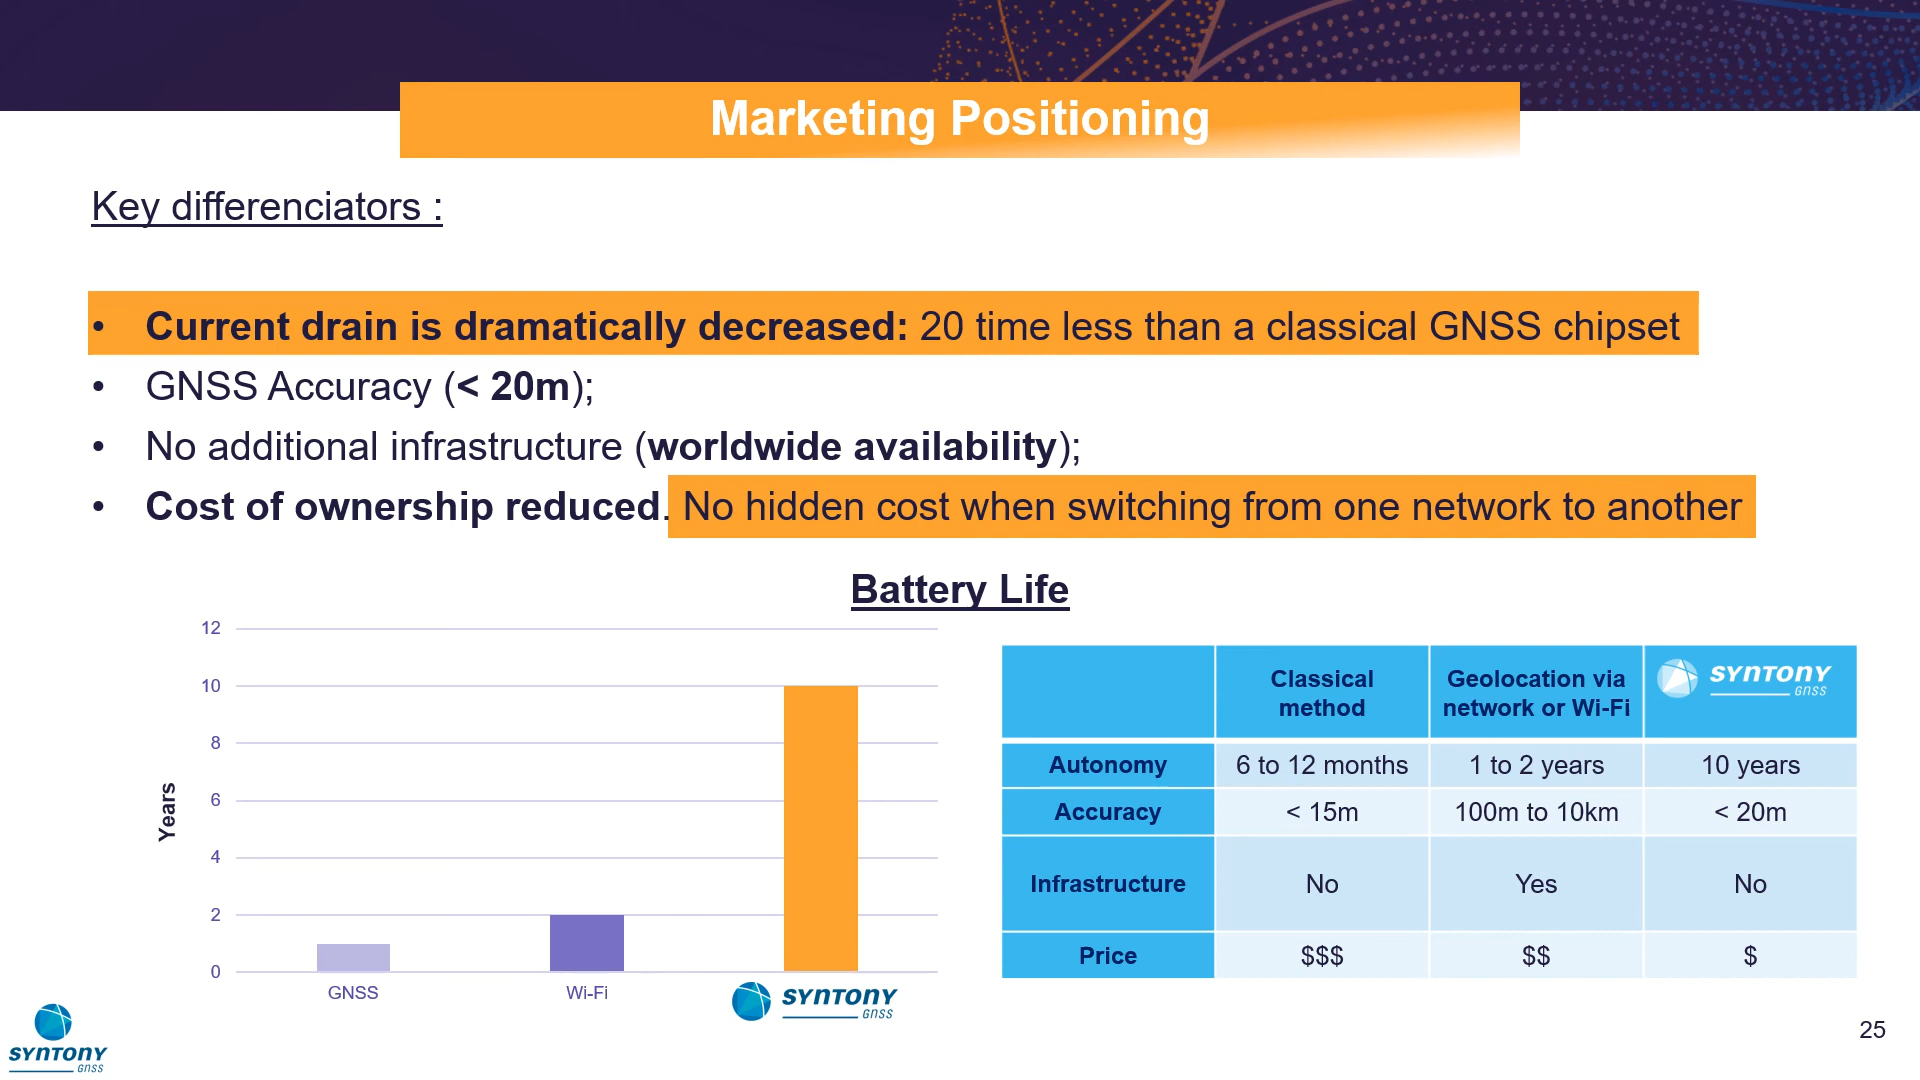 Marketing Positioning
Key differenciators :
• Current drain is dramatically decreased: 20 time less than a classical GNSS chipset
• GNSS Accuracy (< 20m);
• No additional infrastructure (worldwide availability);
• Cost of ownership reduced. No hidden cost when switching from one network to another
Battery Life
12
10
8
6
4
2
0
Years
GNSS
Wi-Fi
SYNTONY
GNSS
Classical method
Geolocation via network or Wi-Fi
SYNTONY
GNSS
Autonomy 6 to 12 months 1 to 2 years 10 years
Accuracy < 15m 100m to 10km < 20m
Infrastructure No Yes No
Price $$$ $$ $
SYNTONY
GNSS
25